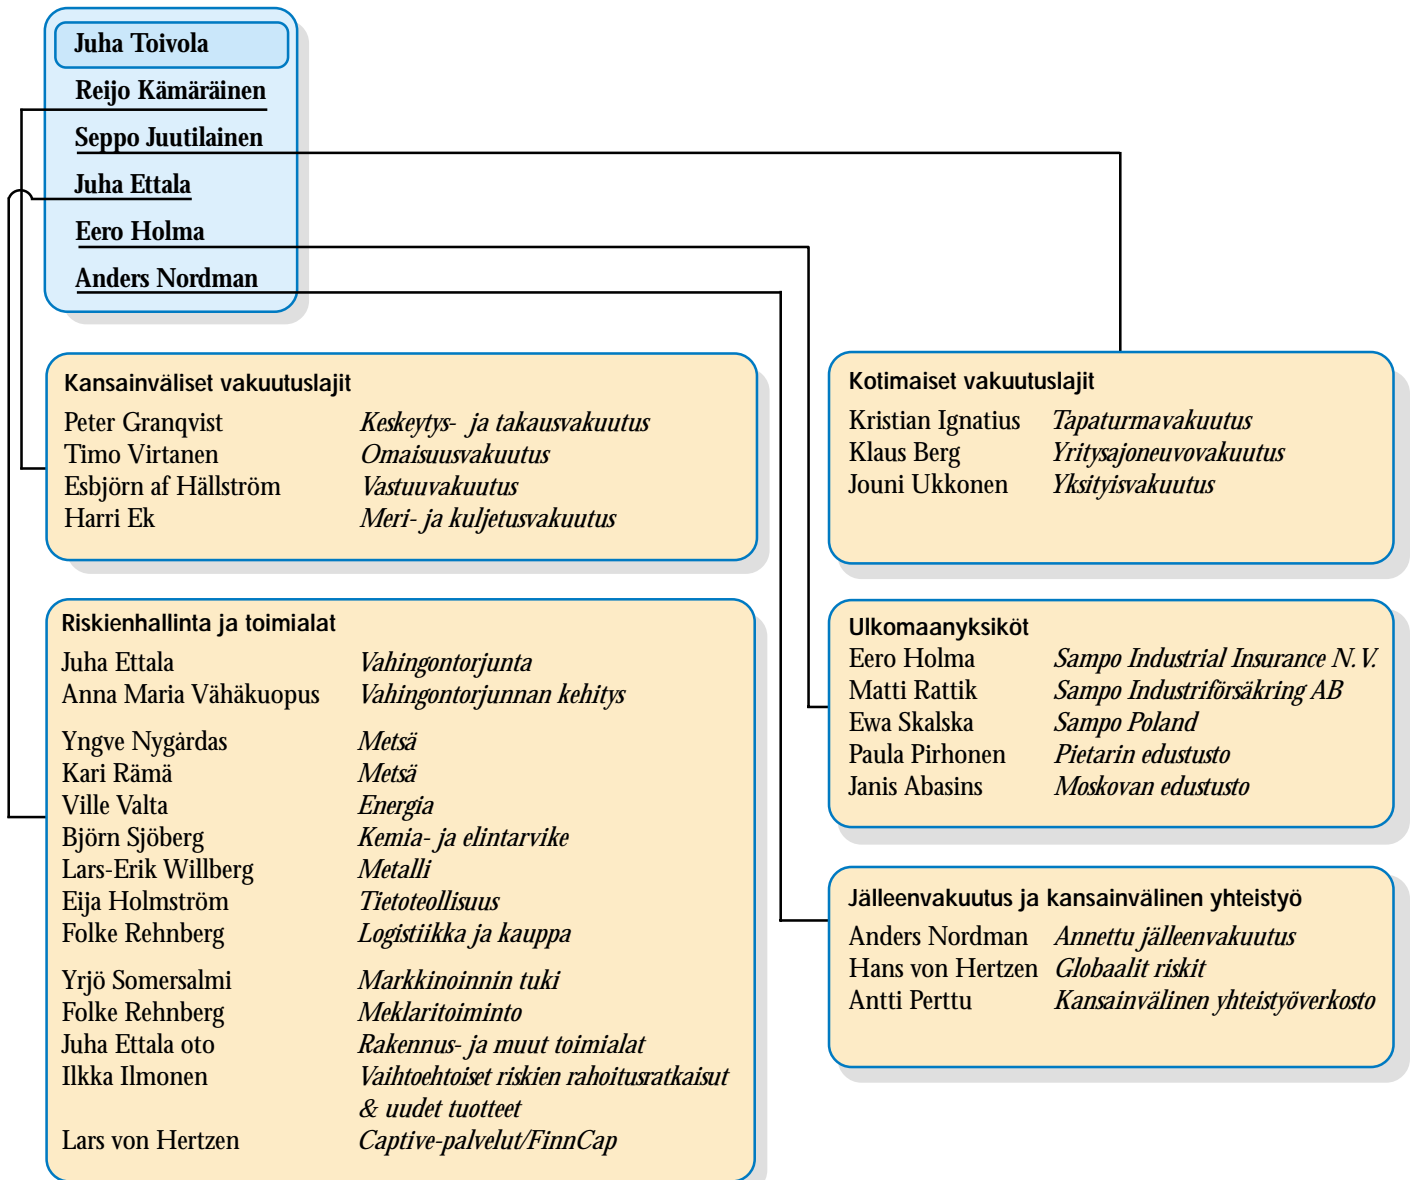 Juha Toivola
Reijo Kämäräinen
Seppo Juutilainen
Juha Ettala
Eero Holma
Anders Nordman
Kansainväliset vakuutuslajit
Peter Granqvist Keskeytys- ja takausvakuutus
Timo Virtanen Omaisuusvakuutus
Esbjörn af Hällström Vastuuvakuutus
Harri Ek Meri- ja kuljetusvakuutus
Kotimaiset vakuutuslajit
Kristian Ignatius Tapaturmavakuutus
Klaus Berg Yritysajoneuvovakuutus
Jouni Ukkonen Yksityisvakuutus
Riskienhallinta ja toimialat
Juha Ettala Vahingontorjunta
Anna Maria Vähäkuopus Vahingontorjunnan kehitys
Yngve Nygårdas Metsä
Kari Rämä Metsä
Ville Valta Energia
Björn Sjöberg Kemia- ja elintarvike
Lars-Erik Willberg Metalli
Eija Holmström Tietoteollisuus
Folke Rehnberg Logistiikka ja kauppa
Yrjö Somersalmi Markkinoinnin tuki
Folke Rehnberg Meklaritoiminto
Juha Ettala oto Rakennus- ja muut toimialat
Ilkka Ilmonen Vaihtoehtoiset riskien rahoitusratkaisut
& uudet tuotteet
Lars von Hertzen Captive-palvelut/FinnCap
Ulkomaanyksiköt
Eero Holma Sampo Industrial Insurance N.V.
Matti Rattik Sampo Industriförsäkring AB
Ewa Skalska Sampo Poland
Paula Pirhonen Pietarin edustusto
Janis Abasins Moskovan edustusto
Jälleenvakuutus ja kansainvälinen yhteistyö
Anders Nordman Annettu jälleenvakuutus
Hans von Hertzen Globaalit riskit
Antti Perttu Kansainvälinen yhteistyöverkosto